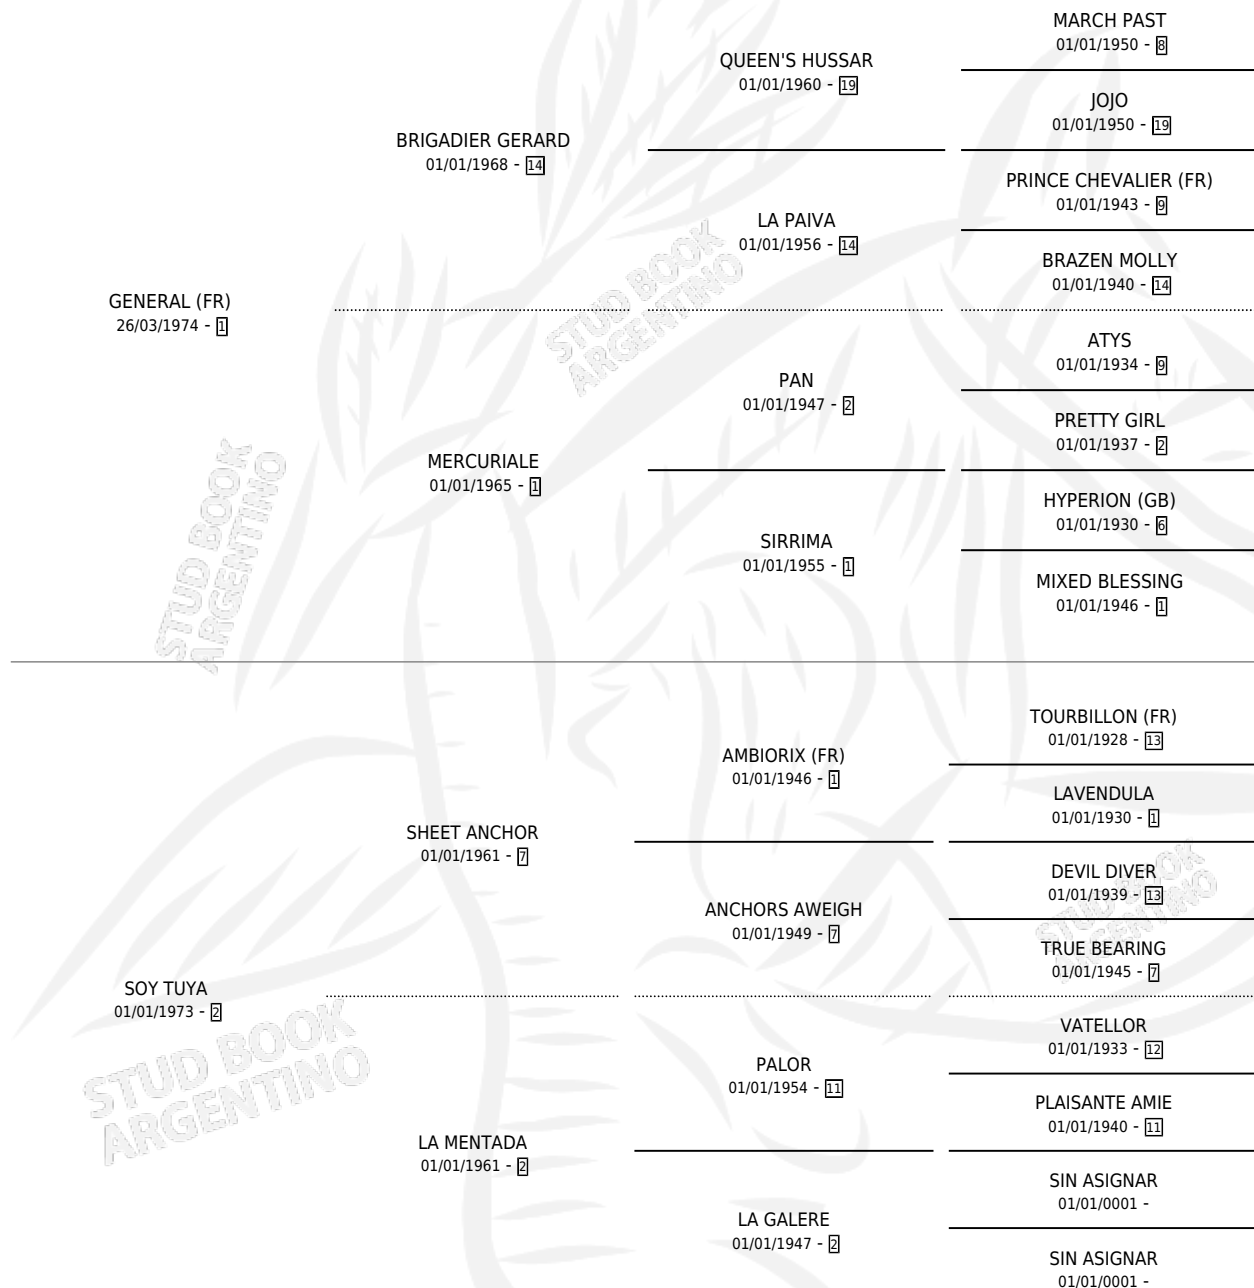 MARCH PAST
01/01/1950 - 8
QUEEN'S HUSSAR
01/01/1960 - 19
JOJO
01/01/1950 - 19
BRIGADIER GERARD
01/01/1968 - 14
PRINCE CHEVALIER (FR)
01/01/1943 - 9
LA PAIVA
01/01/1956 - 14
BRAZEN MOLLY
01/01/1940 - 14
GENERAL (FR)
26/03/1974 - 1
STUD BOOK
ARGENTINO
ATYS
01/01/1934 - 9
PAN
01/01/1947 - 2
PRETTY GIRL
01/01/1937 - 2
MERCURIALE
01/01/1965 - 1
HYPERION (GB)
01/01/1930 - 6
SIRRIMA
01/01/1955 - 1
MIXED BLESSING
01/01/1946 - 1
STUD BOOK
ARGENTINO
TOURBILLON (FR)
01/01/1928 - 13
AMBIORIX (FR)
01/01/1946 - 1
LAVENDULA
01/01/1930 - 1
SHEET ANCHOR
01/01/1961 - 7
DEVIL DIVER
01/01/1939 - 13
ANCHORS AWEIGH
01/01/1949 - 7
STUD BOOK
ARGENTINO
TRUE BEARING
01/01/1945 - 7
SOY TUYA
01/01/1973 - 2
VATELLOR
01/01/1933 - 12
STUD BOOK
ARGENTINO
PALOR
01/01/1954 - 11
PLAISANTE AMIE
01/01/1940 - 11
LA MENTADA
01/01/1961 - 2
SIN ASIGNAR
01/01/0001 -
LA GALERE
01/01/1947 - 2
SIN ASIGNAR
01/01/0001 -